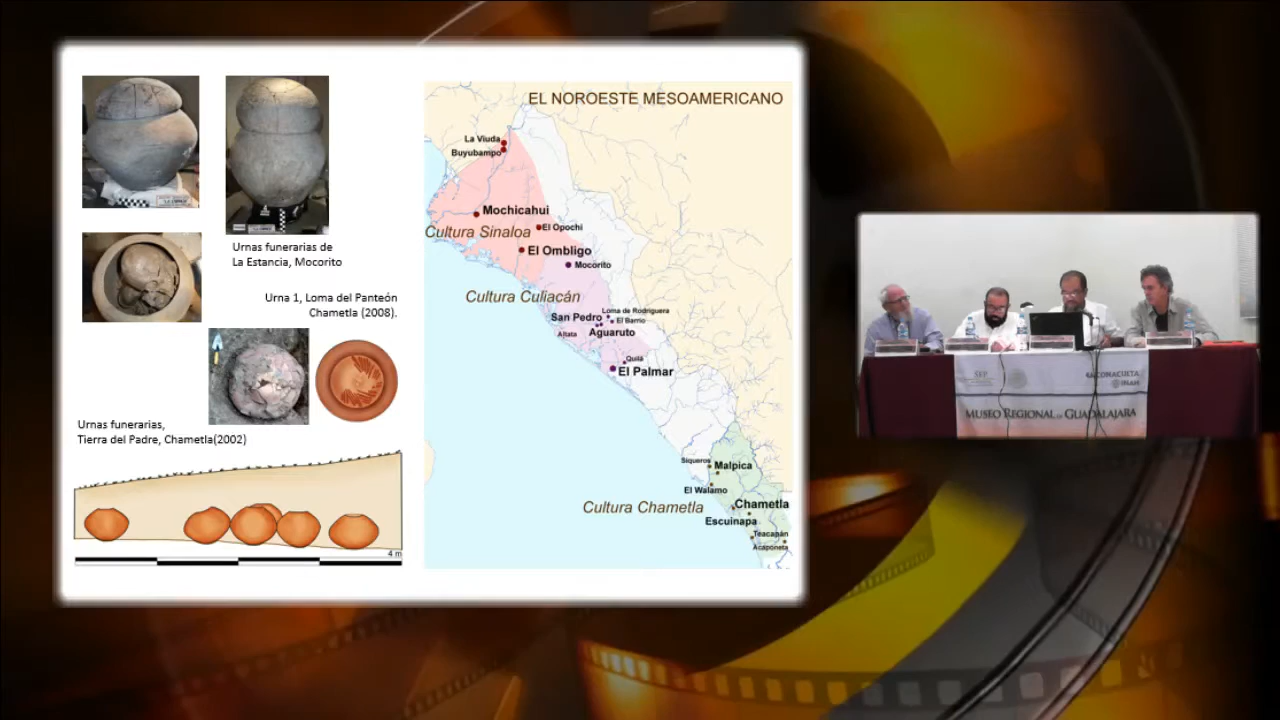 Urnas funerarias de
La Estancia, Mocorito
Urna 1, Loma del Panteón
Chametla (2008).
Urnas funerarias,
Tierra del Padre, Chametla(2002)
4 m
EL NOROESTE MESOAMERICANO
La Viuda
Buyubampo
Mochicahui
El Opochi
Cultura Sinaloa
El Ombligo
Mocorito
Cultura Culiacán
Loma de Rodriguera
San Pedro
El Barrio
Altata
Aguaruto
Quilá
El Palmar
Siqueros
Malpica
El Walamo
Chametla
Cultura Chametla
Escuinapa
Teacapán
Acaponeta
SEP
CONACULTA
INAH
MUSEO REGIONAL DE GUADALAJARA